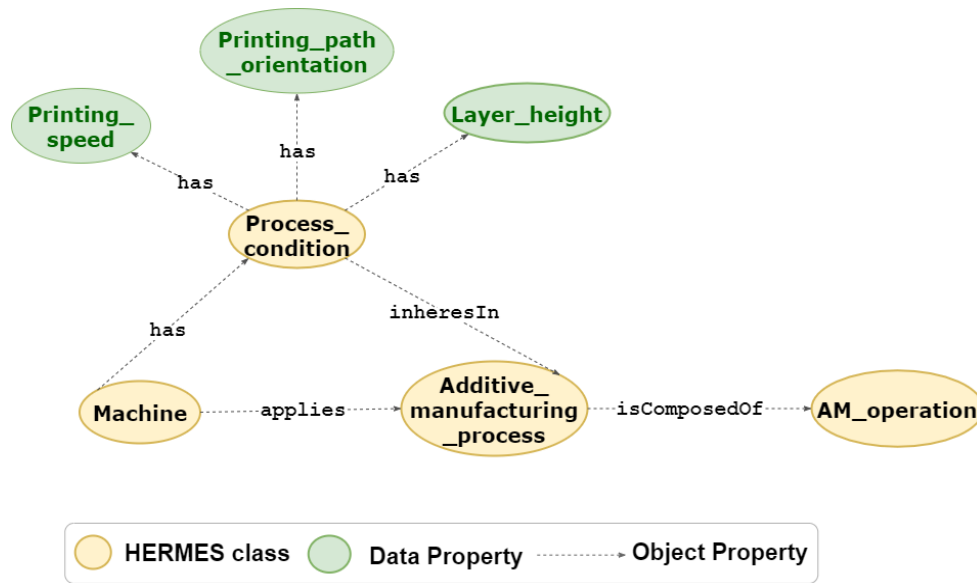 Printing_path
_orientation
Printing_
speed
Layer_height
has
has
has
Process_
condition
inheresIn
has
Machine
applies
Additive_
manufacturing
_process
isComposedOf
AM_operation
HERMES class
Data Property
Object Property